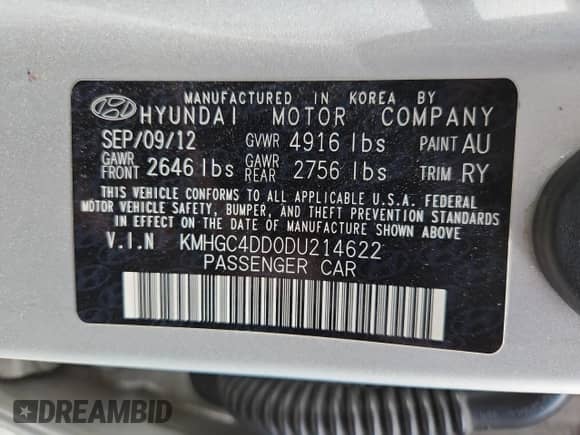 MANUFACTURED IN KOREA BY
HYUNDAI MOTOR COMPANY
SEP/09/12 GVWR 4916 lbs PAINT AU
GAWR FRONT 2646 lbs GAWR REAR 2756 lbs TRIM RY
THIS VEHICLE CONFORMS TO ALL APPLICABLE U.S.A. FEDERAL
MOTOR VEHICLE SAFETY, BUMPER, AND THEFT PREVENTION STANDARDS
IN EFFECT ON THE DATE OF MANUFACTURE SHOWN ABOVE.
V.I.N KMHGC4DD0DU214622
PASSENGER CAR
DREAMBID